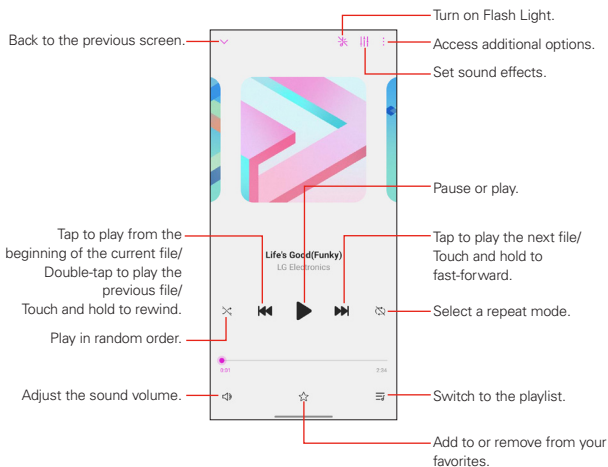 Turn on Flash Light.
Back to the previous screen.
Access additional options.
Set sound effects.
Pause or play.
Tap to play from the
beginning of the current file/
Double-tap to play the
previous file/
Touch and hold to rewind.
Tap to play the next file/
Touch and hold to
fast-forward.
Life's Good(Funky)
LG Electronics
Select a repeat mode.
Play in random order.
0:01
3:04
Adjust the sound volume.
Switch to the playlist.
Add to or remove from your
favorites.